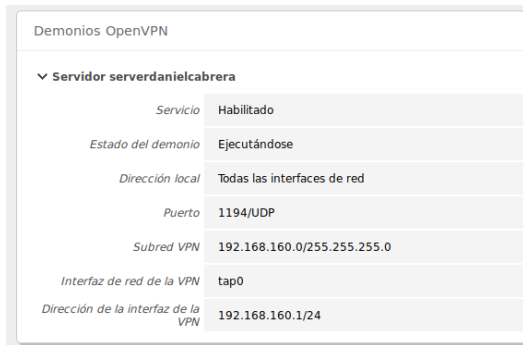 Demonios OpenVPN
Servidor serverdanielcabrera
Servicio Habilitado
Estado del demonio Ejecutándose
Dirección local Todas las interfaces de red
Puerto 1194/UDP
Subred VPN 192.168.160.0/255.255.255.0
Interfaz de red de la VPN tap0
Dirección de la interfaz de la
VPN 192.168.160.1/24